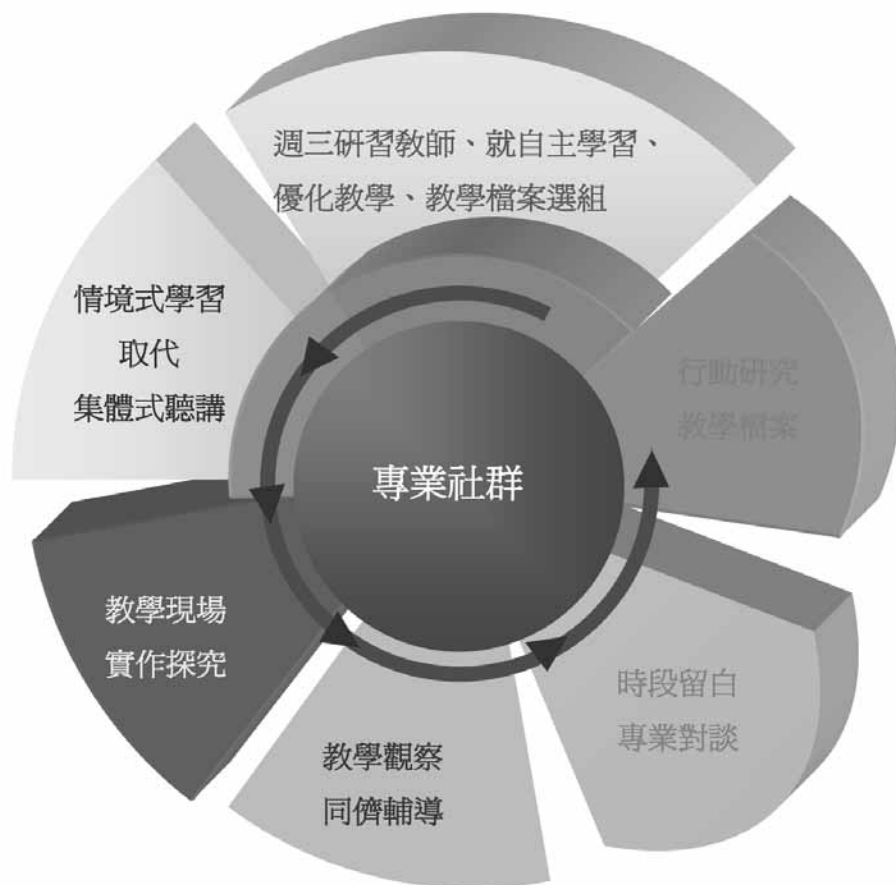 週三研習教師、就自主學習、
優化教學、教學檔案選組
情境式學習
取代
集體式聽講
行動研究
教學檔案
專業社群
教學現場
實作探究
時段留白
專業對談
教學觀察
同儕輔導